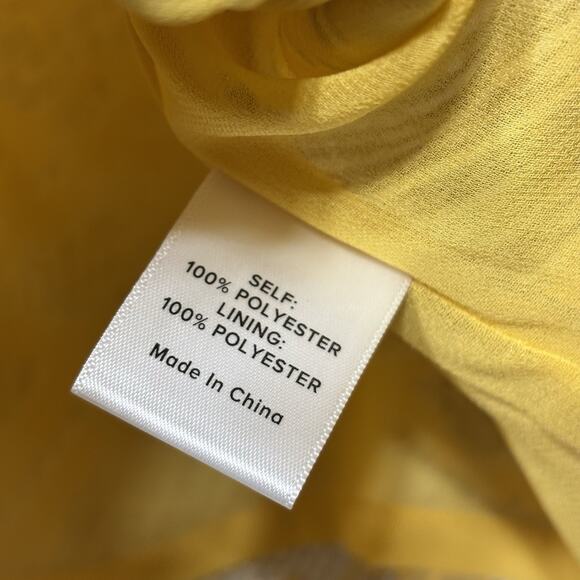 SELF:
100% POLYESTER
LINING:
100% POLYESTER
Made In China